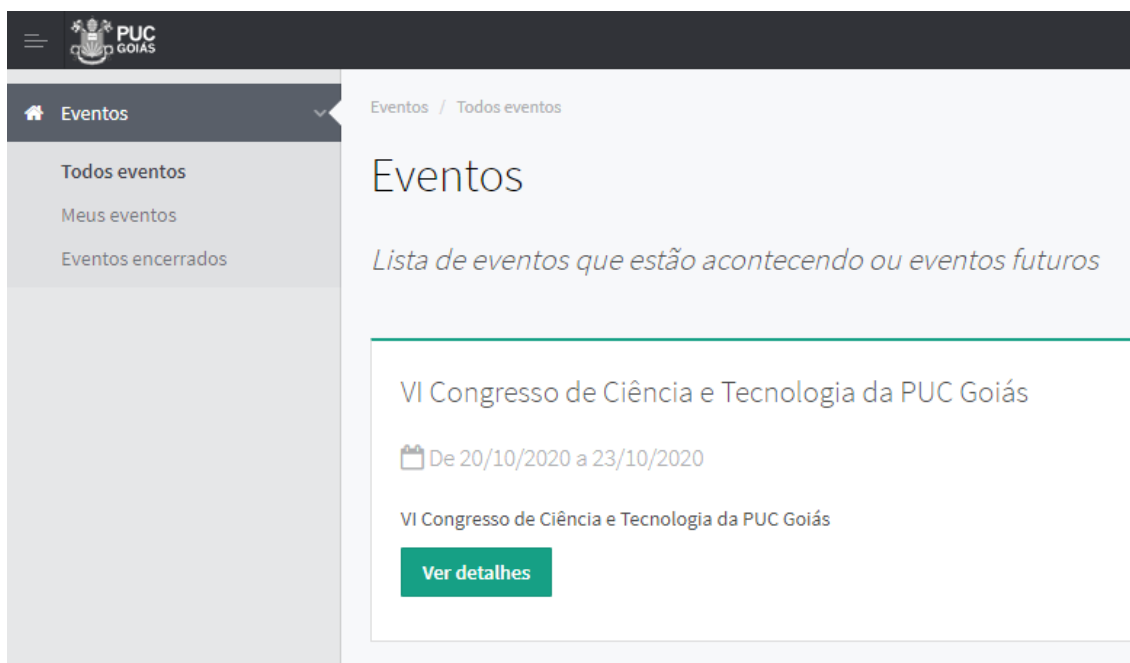 PUC
GOIÁS
Eventos
Todos eventos
Meus eventos
Eventos encerrados
Eventos / Todos eventos
Eventos
Lista de eventos que estão acontecendo ou eventos futuros
VI Congresso de Ciência e Tecnologia da PUC Goiás
De 20/10/2020 a 23/10/2020
VI Congresso de Ciência e Tecnologia da PUC Goiás
Ver detalhes